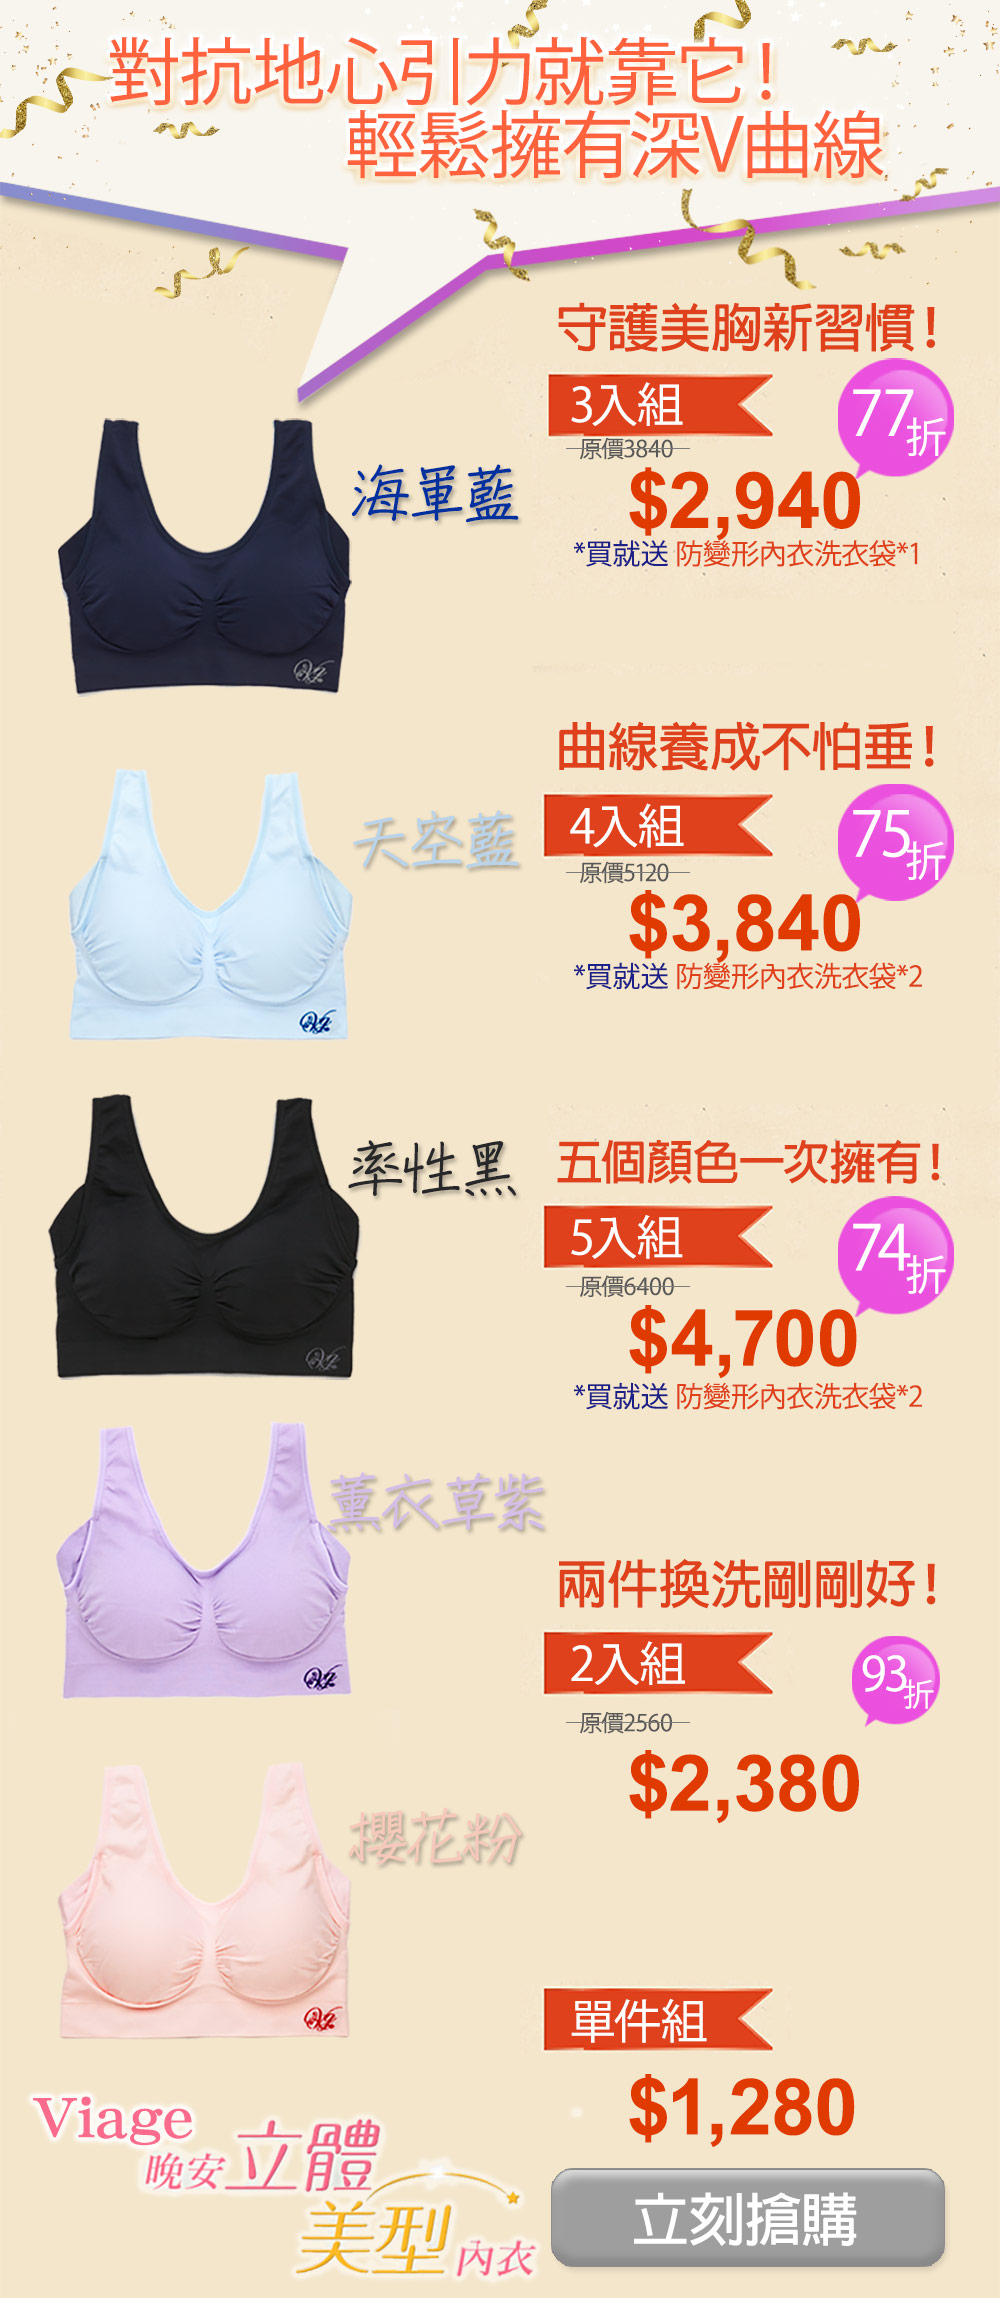 對抗地心引力就靠它!
輕鬆擁有深V曲線
守護美胸新習慣!
3入組
77折
原價3840
$2,940
*買就送 防變形內衣洗衣袋*1
海軍藍
曲線養成不怕垂!
4入組
75折
原價5120
$3,840
*買就送 防變形內衣洗衣袋*2
天空藍
五個顏色一次擁有!
5入組
74折
原價6400
$4,700
*買就送 防變形內衣洗衣袋*2
率性黑
薰衣草紫
兩件換洗剛剛好!
2入組
93折
原價2560
$2,380
櫻花粉
單件組
$1,280
Viage
晚安立體
美型內衣
立刻搶購